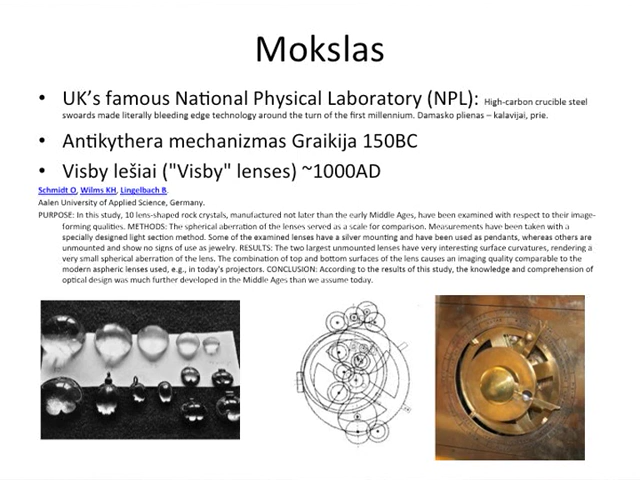 Mokslas
• UK's famous National Physical Laboratory (NPL): High-carbon crucible steel
swoards made literally bleeding edge technology around the turn of the first millennium. Damasko plienas – kalavijai, prie.
• Antikythera mechanizmas Graikija 150BC
• Visby lešiai ("Visby" lenses) ~1000AD
Schmidt O, Wilms KH, Lingelbach B.
Aalen University of Applied Science, Germany.
PURPOSE: In this study, 10 lens-shaped rock crystals, manufactured not later than the early Middle Ages, have been examined with respect to their image-
forming qualities. METHODS: The spherical aberration of the lenses served as a scale for comparison. Measurements have been taken with a
specially designed light section method. Some of the examined lenses have a silver mounting and have been used as pendants, whereas others are
unmounted and show no signs of use as jewelry. RESULTS: The two largest unmounted lenses have very interesting surface curvatures, rendering a
very small spherical aberration of the lens. The combination of top and bottom surfaces of the lens causes an imaging quality comparable to the
modern aspheric lenses used, e.g., in today's projectors. CONCLUSION: According to the results of this study, the knowledge and comprehension of
optical design was much further developed in the Middle Ages than we assume today.